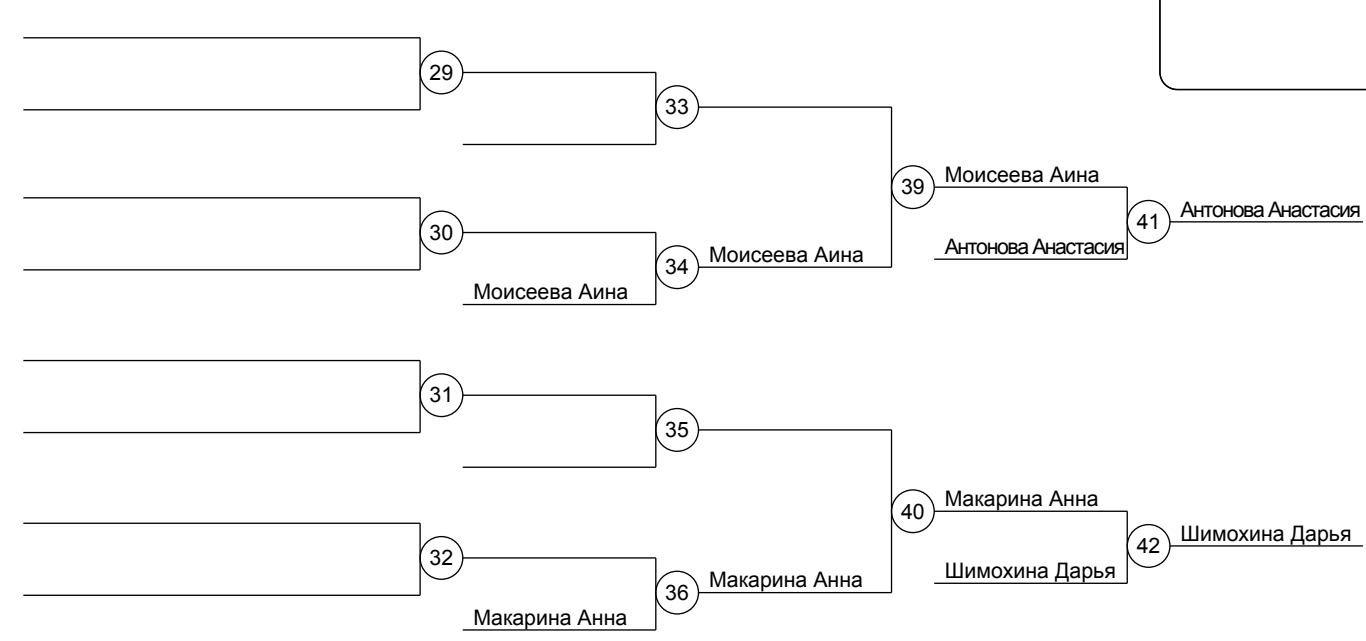 29
33
39
Моисеева Аина
41
Антонова Анастасия
30
Антонова Анастасия
34
Моисеева Аина
Моисеева Аина
31
35
40
Макарина Анна
42
Шимохина Дарья
32
Шимохина Дарья
36
Макарина Анна
Макарина Анна